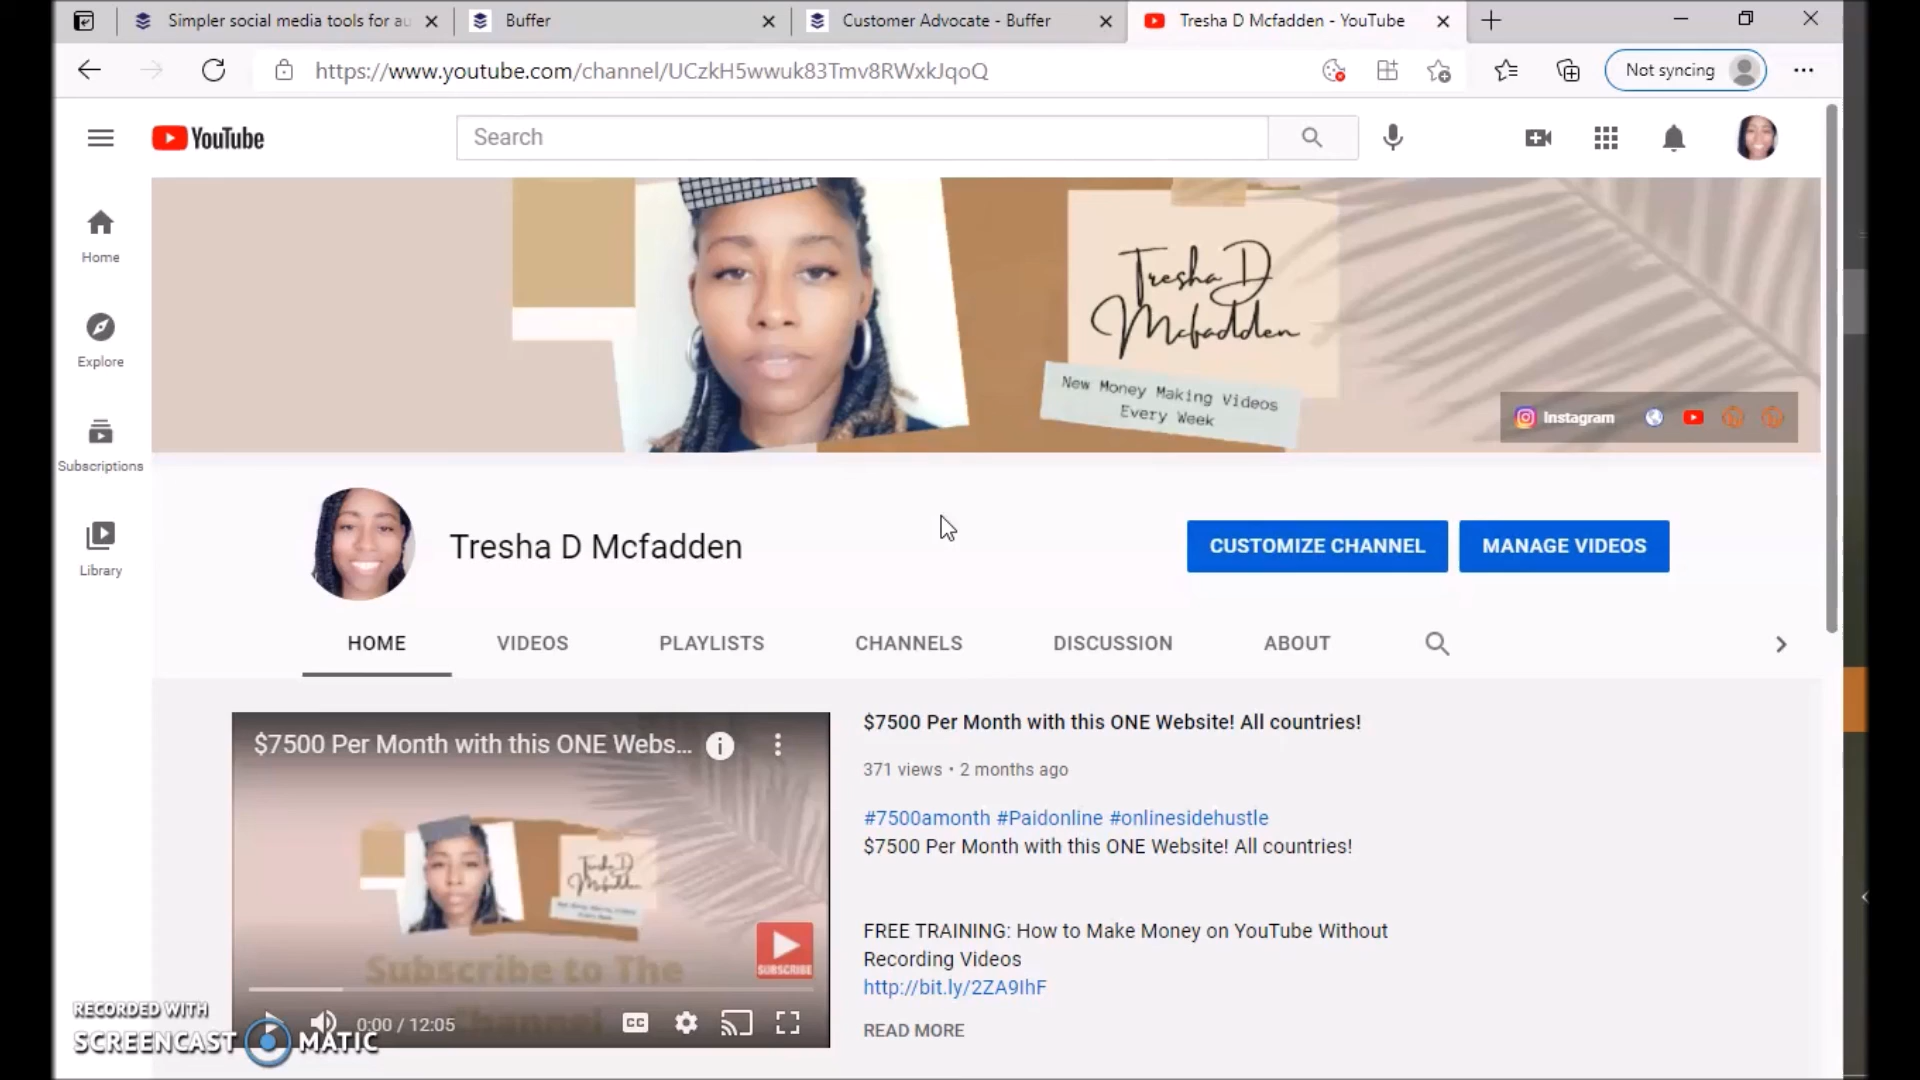 Simpler social media tools for au
Buffer
Customer Advocate - Buffer
Tresha D Mcfadden - YouTube
https://www.youtube.com/channel/UCzkH5wwuk83Tmv8RWxkJqoQ
Not syncing
YouTube
Search
Home
Explore
Subscriptions
Library
Tresha D
Mcfadden
New Money Making Videos
Every Week
Instagram
Tresha D Mcfadden
CUSTOMIZE CHANNEL
MANAGE VIDEOS
HOME
VIDEOS
PLAYLISTS
CHANNELS
DISCUSSION
ABOUT
$7500 Per Month with this ONE Webs...
Tresha D
Mcfadden
SUBSCRIBE
Subscribe to The
Channel
0:00 / 12:05
CC
$7500 Per Month with this ONE Website! All countries!
371 views • 2 months ago
#7500amonth #Paidonline #onlinesidehustle
$7500 Per Month with this ONE Website! All countries!
FREE TRAINING: How to Make Money on YouTube Without
Recording Videos
http://bit.ly/2ZA9IhF
READ MORE
RECORDED WITH
SCREENCAST MATIC